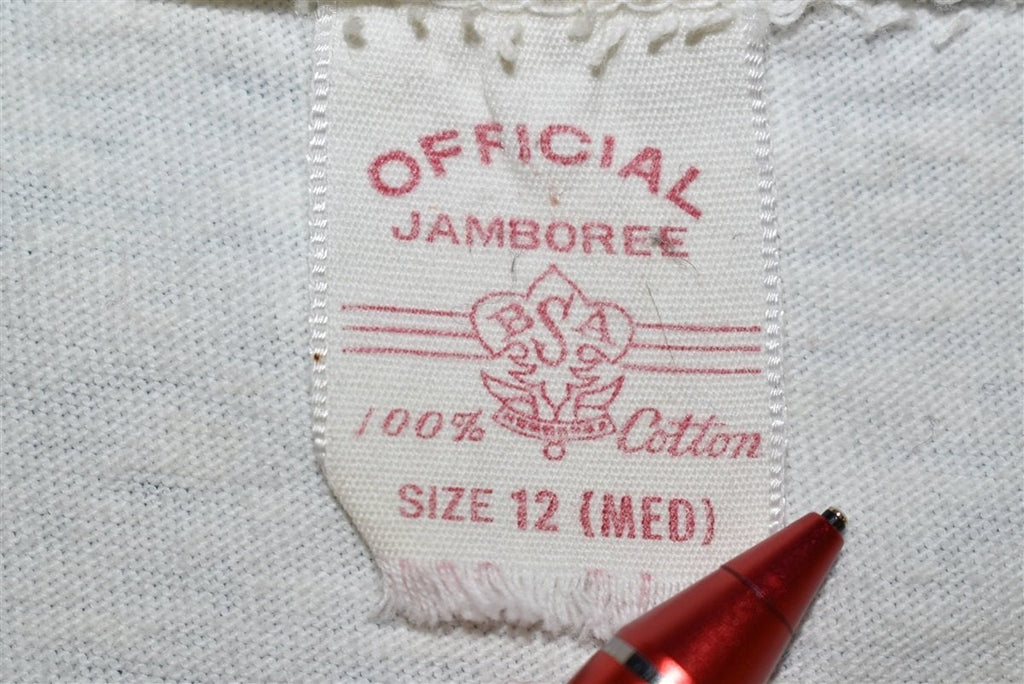 OFFICIAL
JAMBOREE
BSA
100% Cotton
SIZE 12 (MED)